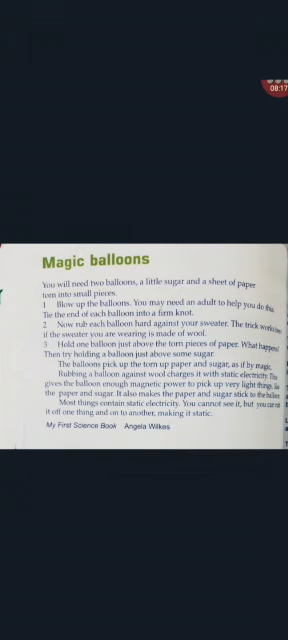 08:17
Magic balloons
You will need two balloons, a little sugar and a sheet of paper
torn into small pieces.
1 Blow up the balloons. You may need an adult to help you do this.
Tie the end of each balloon into a firm knot.
2 Now rub each balloon hard against your sweater. The trick works best
if the sweater you are wearing is made of wool.
3 Hold one balloon just above the torn pieces of paper. What happens?
Then try holding a balloon just above some sugar.
The balloons pick up the torn up paper and sugar, as if by magic.
Rubbing a balloon against wool charges it with static electricity. This
gives the balloon enough magnetic power to pick up very light things, like
the paper and sugar. It also makes the paper and sugar stick to the balloon.
Most things contain static electricity. You cannot see it, but you can rub
it off one thing and on to another, making it static.
My First Science Book Angela Wilkes